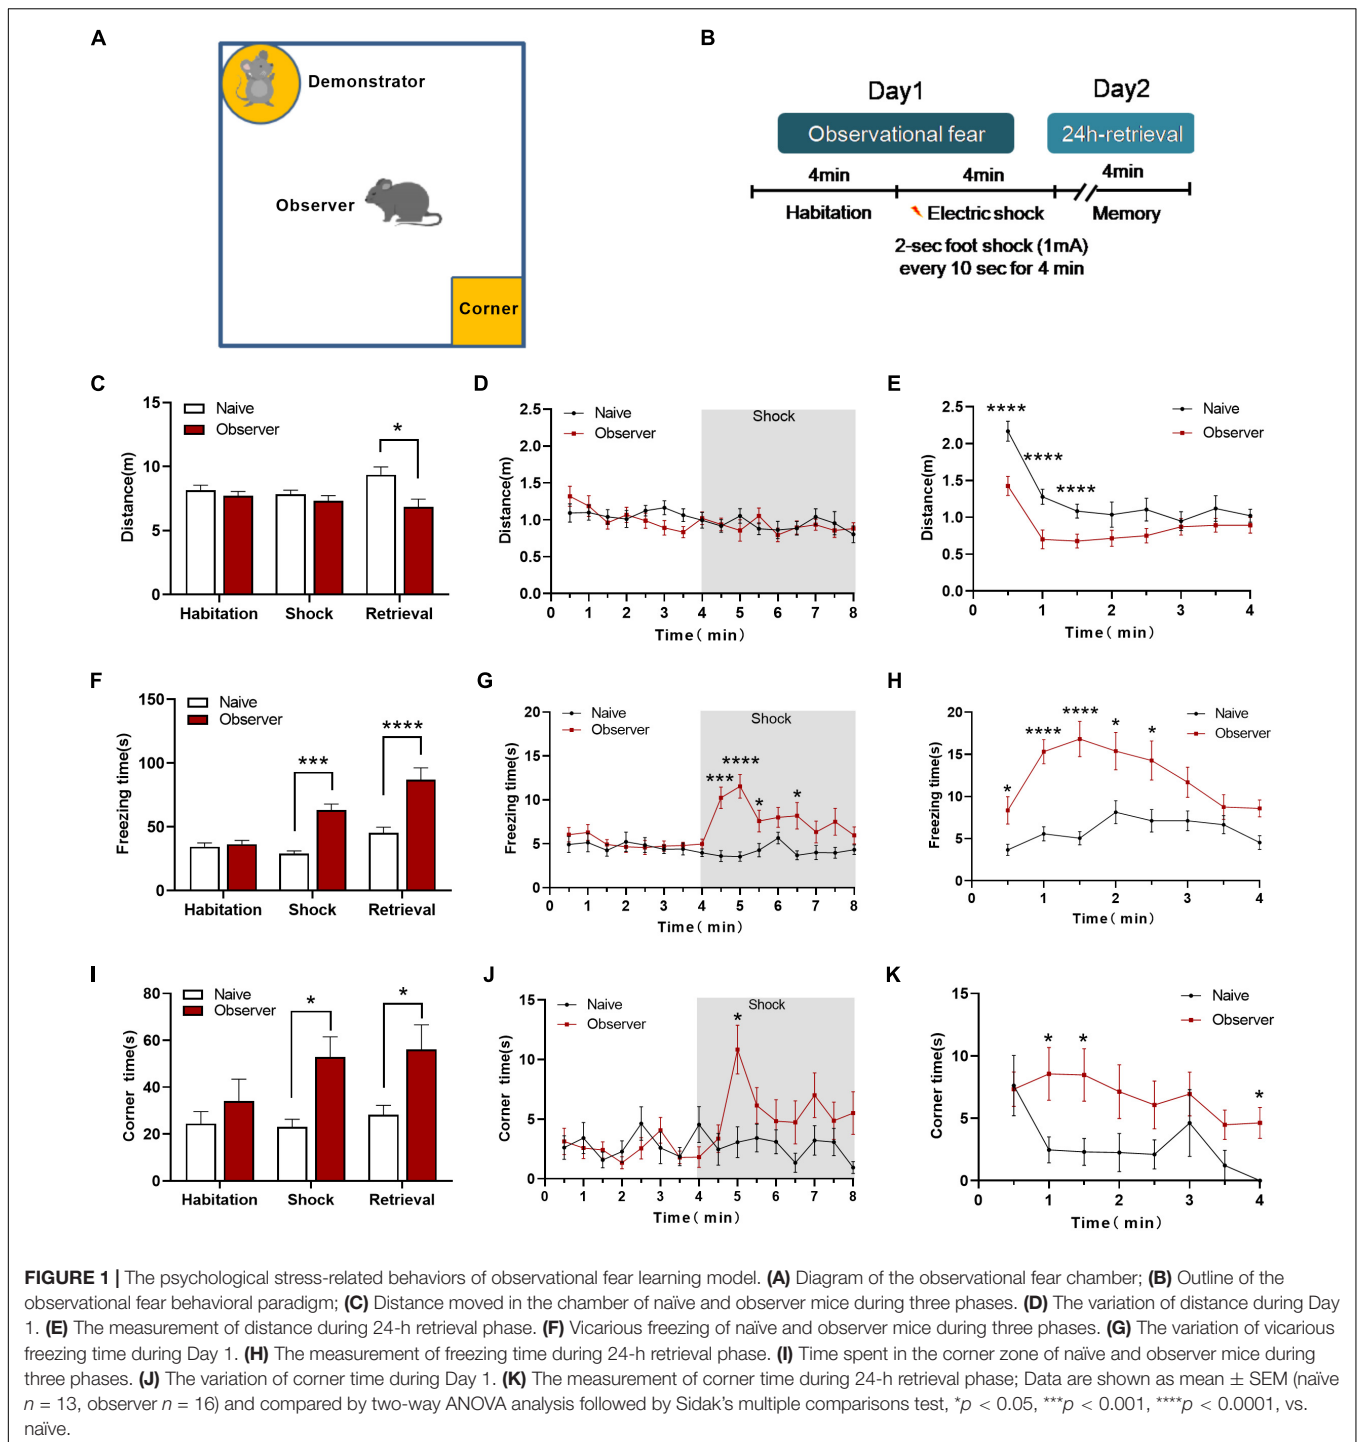 A
Demonstrator
Observer
Corner
B
Day1
Day2
Observational fear
24h-retrieval
4min
4min
4min
Habitation
Electric shock
Memory
2-sec foot shock (1mA)
every 10 sec for 4 min
C
Distance(m)
15
10
5
0
Naive
Observer
*
Habitation
Shock
Retrieval
D
Distance(m)
2.5
2.0
1.5
1.0
0.5
0.0
Naive
Observer
Shock
0 1 2 3 4 5 6 7 8
Time( min)
E
Distance(m)
2.5
2.0
1.5
1.0
0.5
0.0
****
****
****
Naive
Observer
0 1 2 3 4
Time( min)
F
Freezing time(s)
150
100
50
0
Naive
Observer
***
****
Habitation
Shock
Retrieval
G
Freezing time(s)
20
15
10
5
0
Naive
Observer
Shock
***
****
*
*
0 1 2 3 4 5 6 7 8
Time( min)
H
Freezing time(s)
20
15
10
5
0
*
****
****
*
*
Naive
Observer
0 1 2 3 4
Time( min)
I
Corner time(s)
80
60
40
20
0
Naive
Observer
*
*
Habitation
Shock
Retrieval
J
Corner time(s)
15
10
5
0
Naive
Observer
Shock
*
0 1 2 3 4 5 6 7 8
Time( min)
K
Corner time(s)
15
10
5
0
*
*
*
Naive
Observer
0 1 2 3 4
Time( min)
FIGURE 1 | The psychological stress-related behaviors of observational fear learning model. (A) Diagram of the observational fear chamber; (B) Outline of the
observational fear behavioral paradigm; (C) Distance moved in the chamber of naïve and observer mice during three phases. (D) The variation of distance during Day
1. (E) The measurement of distance during 24-h retrieval phase. (F) Vicarious freezing of naïve and observer mice during three phases. (G) The variation of vicarious
freezing time during Day 1. (H) The measurement of freezing time during 24-h retrieval phase. (I) Time spent in the corner zone of naïve and observer mice during
three phases. (J) The variation of corner time during Day 1. (K) The measurement of corner time during 24-h retrieval phase; Data are shown as mean ± SEM (naïve
n = 13, observer n = 16) and compared by two-way ANOVA analysis followed by Sidak's multiple comparisons test, *p < 0.05, ***p < 0.001, ****p < 0.0001, vs.
naïve.